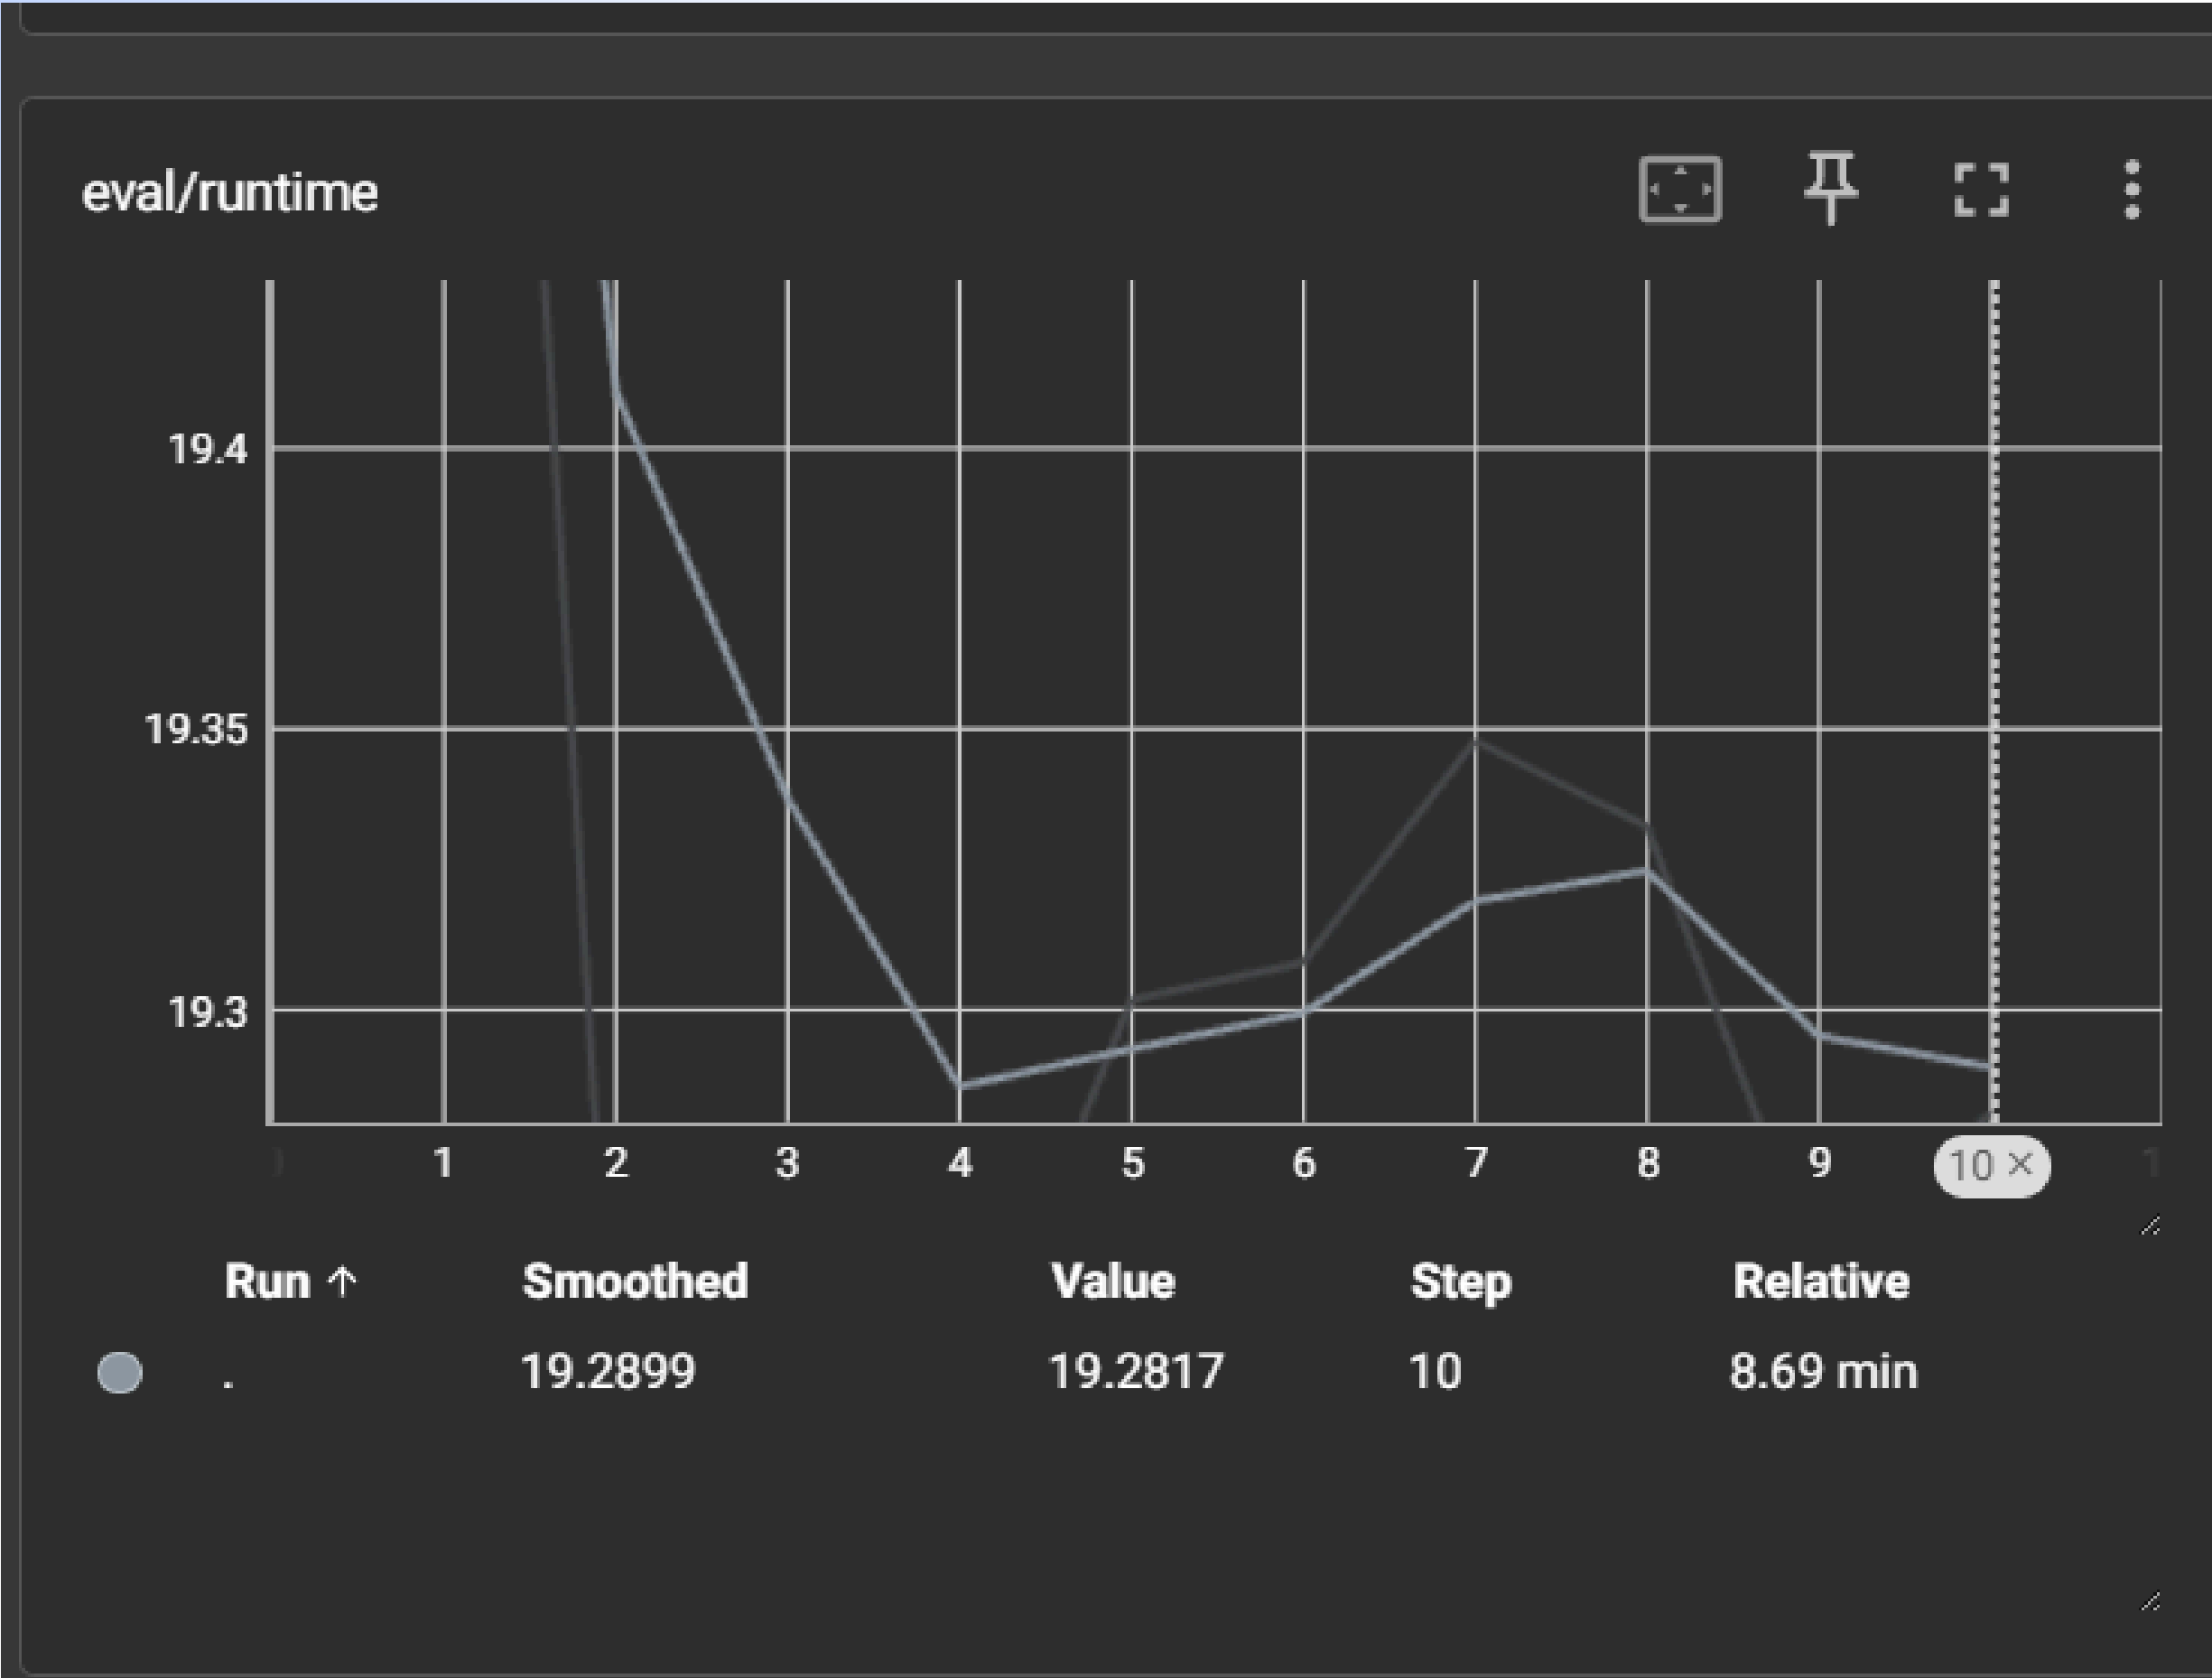 eval/runtime
19.4
19.35
19.3
1 2 3 4 5 6 7 8 9 10 ×
Run ↑ Smoothed Value Step Relative
. 19.2899 19.2817 10 8.69 min